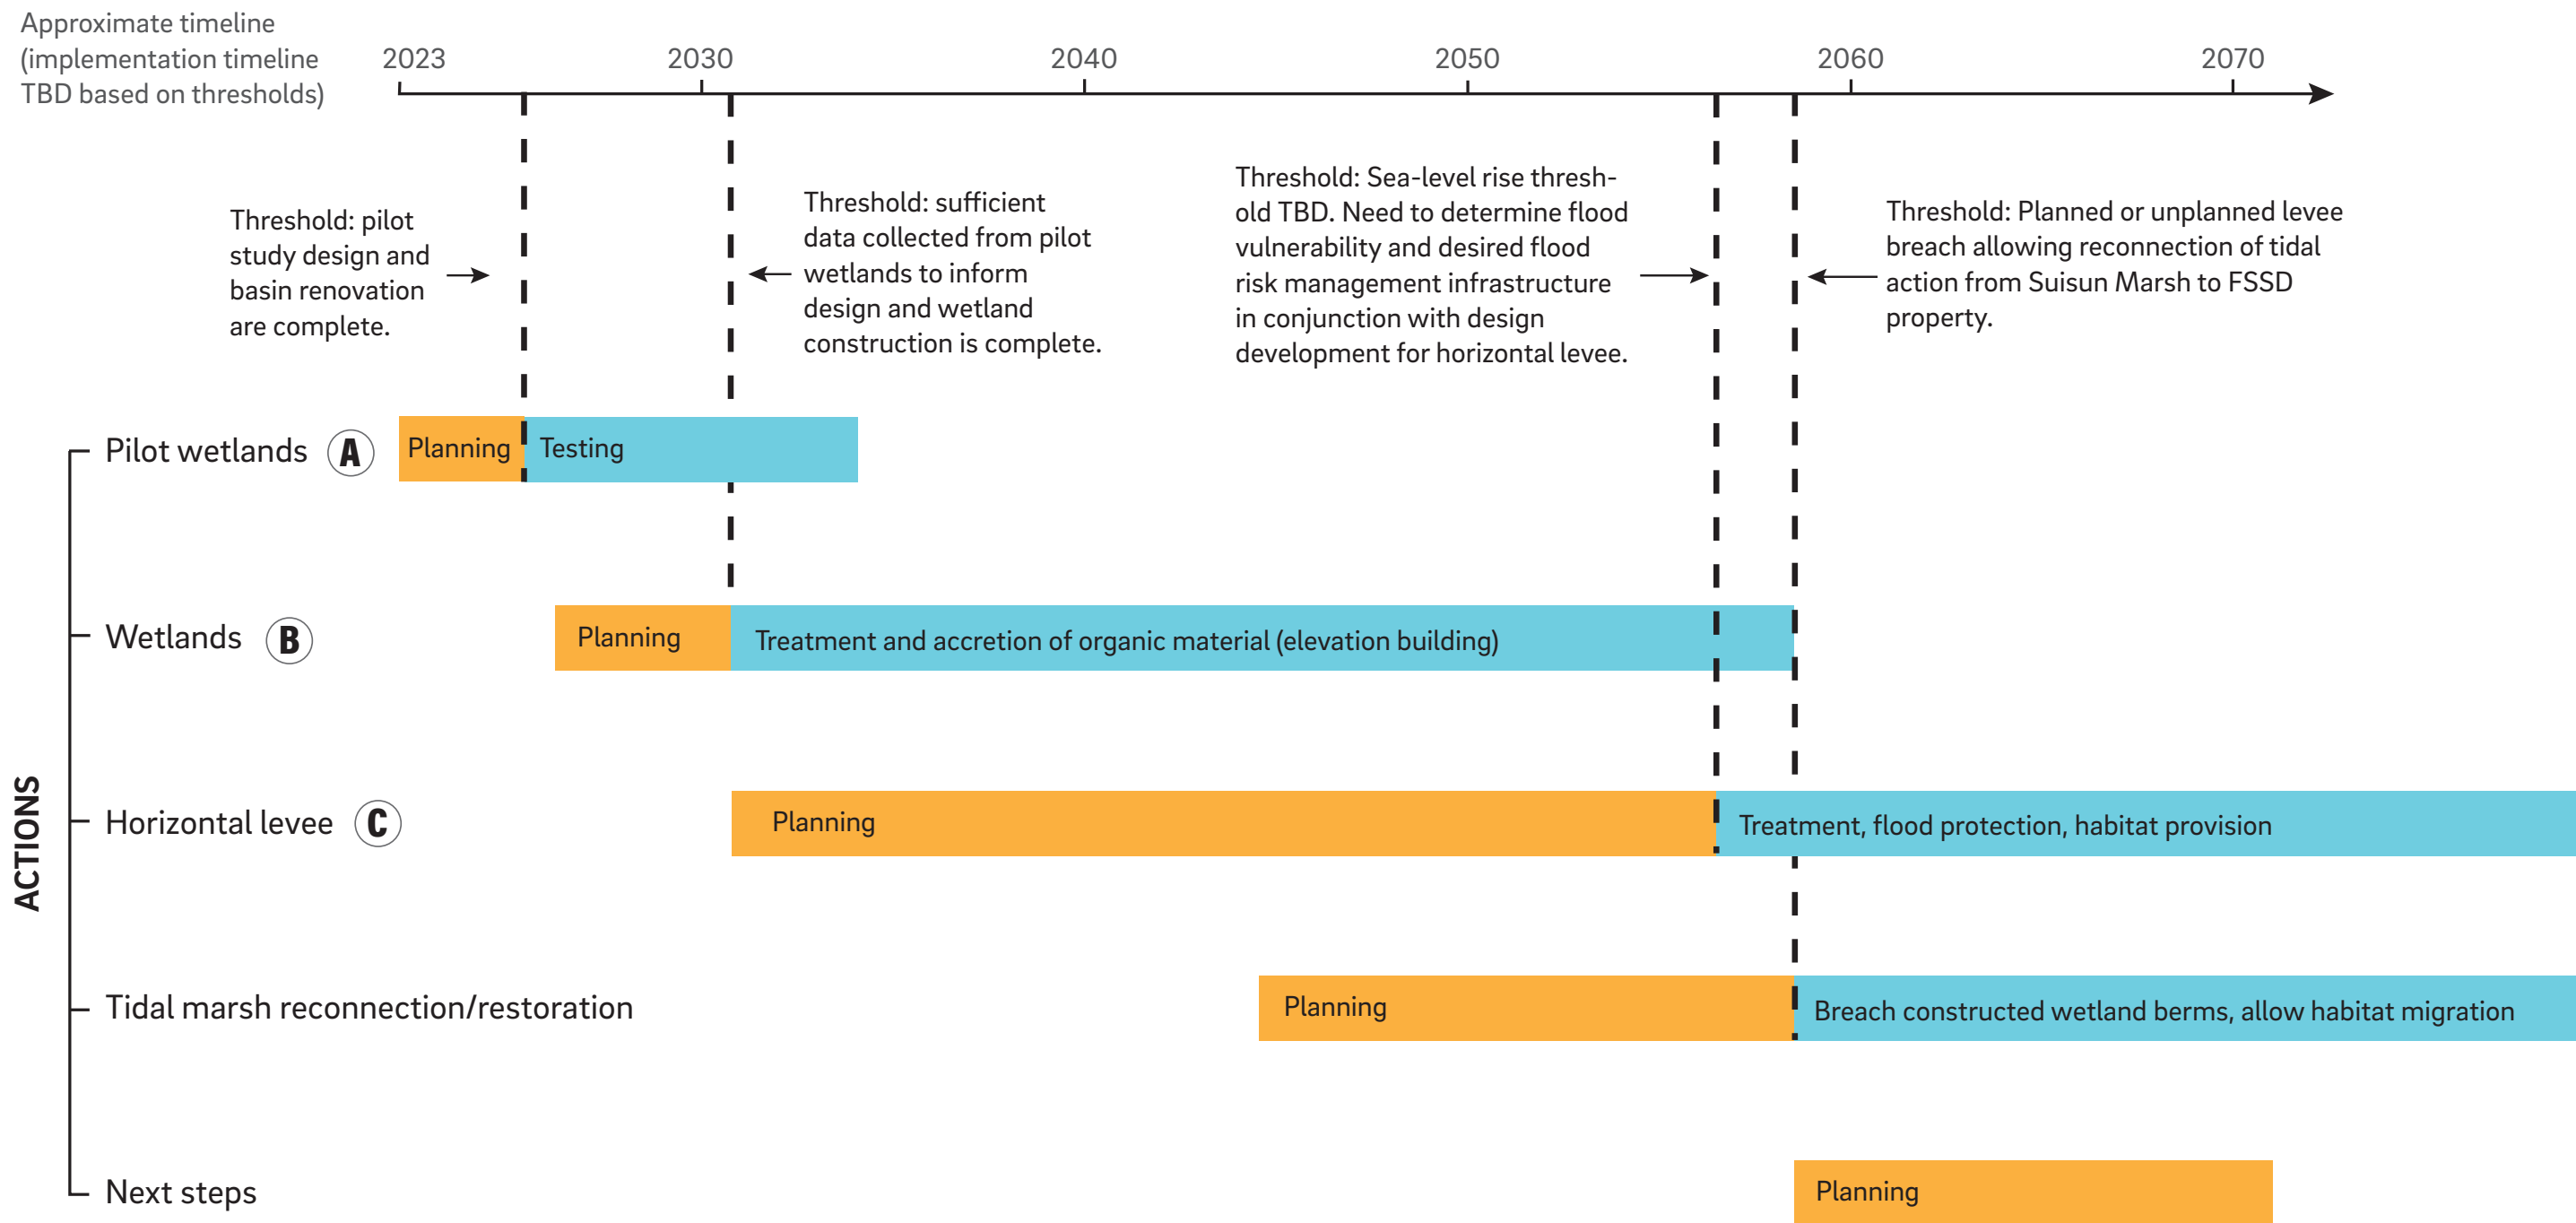 Approximate timeline
(implementation timeline
TBD based on thresholds)
2023
2030
2040
2050
2060
2070
Threshold: pilot
study design and
basin renovation
are complete.
Threshold: sufficient
data collected from pilot
wetlands to inform
design and wetland
construction is complete.
Threshold: Sea-level rise thresh-
old TBD. Need to determine flood
vulnerability and desired flood
risk management infrastructure
in conjunction with design
development for horizontal levee.
Threshold: Planned or unplanned levee
breach allowing reconnection of tidal
action from Suisun Marsh to FSSD
property.
ACTIONS
Pilot wetlands A
Planning
Testing
Wetlands B
Planning
Treatment and accretion of organic material (elevation building)
Horizontal levee C
Planning
Treatment, flood protection, habitat provision
Tidal marsh reconnection/restoration
Planning
Breach constructed wetland berms, allow habitat migration
Next steps
Planning